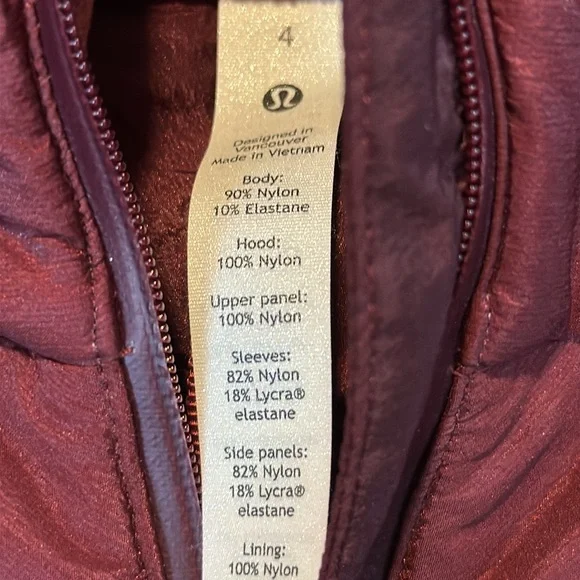 4
Designed in
Vancouver
Made in Vietnam
Body:
90% Nylon
10% Elastane
Hood:
100% Nylon
Upper panel:
100% Nylon
Sleeves:
82% Nylon
18% Lycra®
elastane
Side panels:
82% Nylon
18% Lycra®
elastane
Lining:
100% Nylon